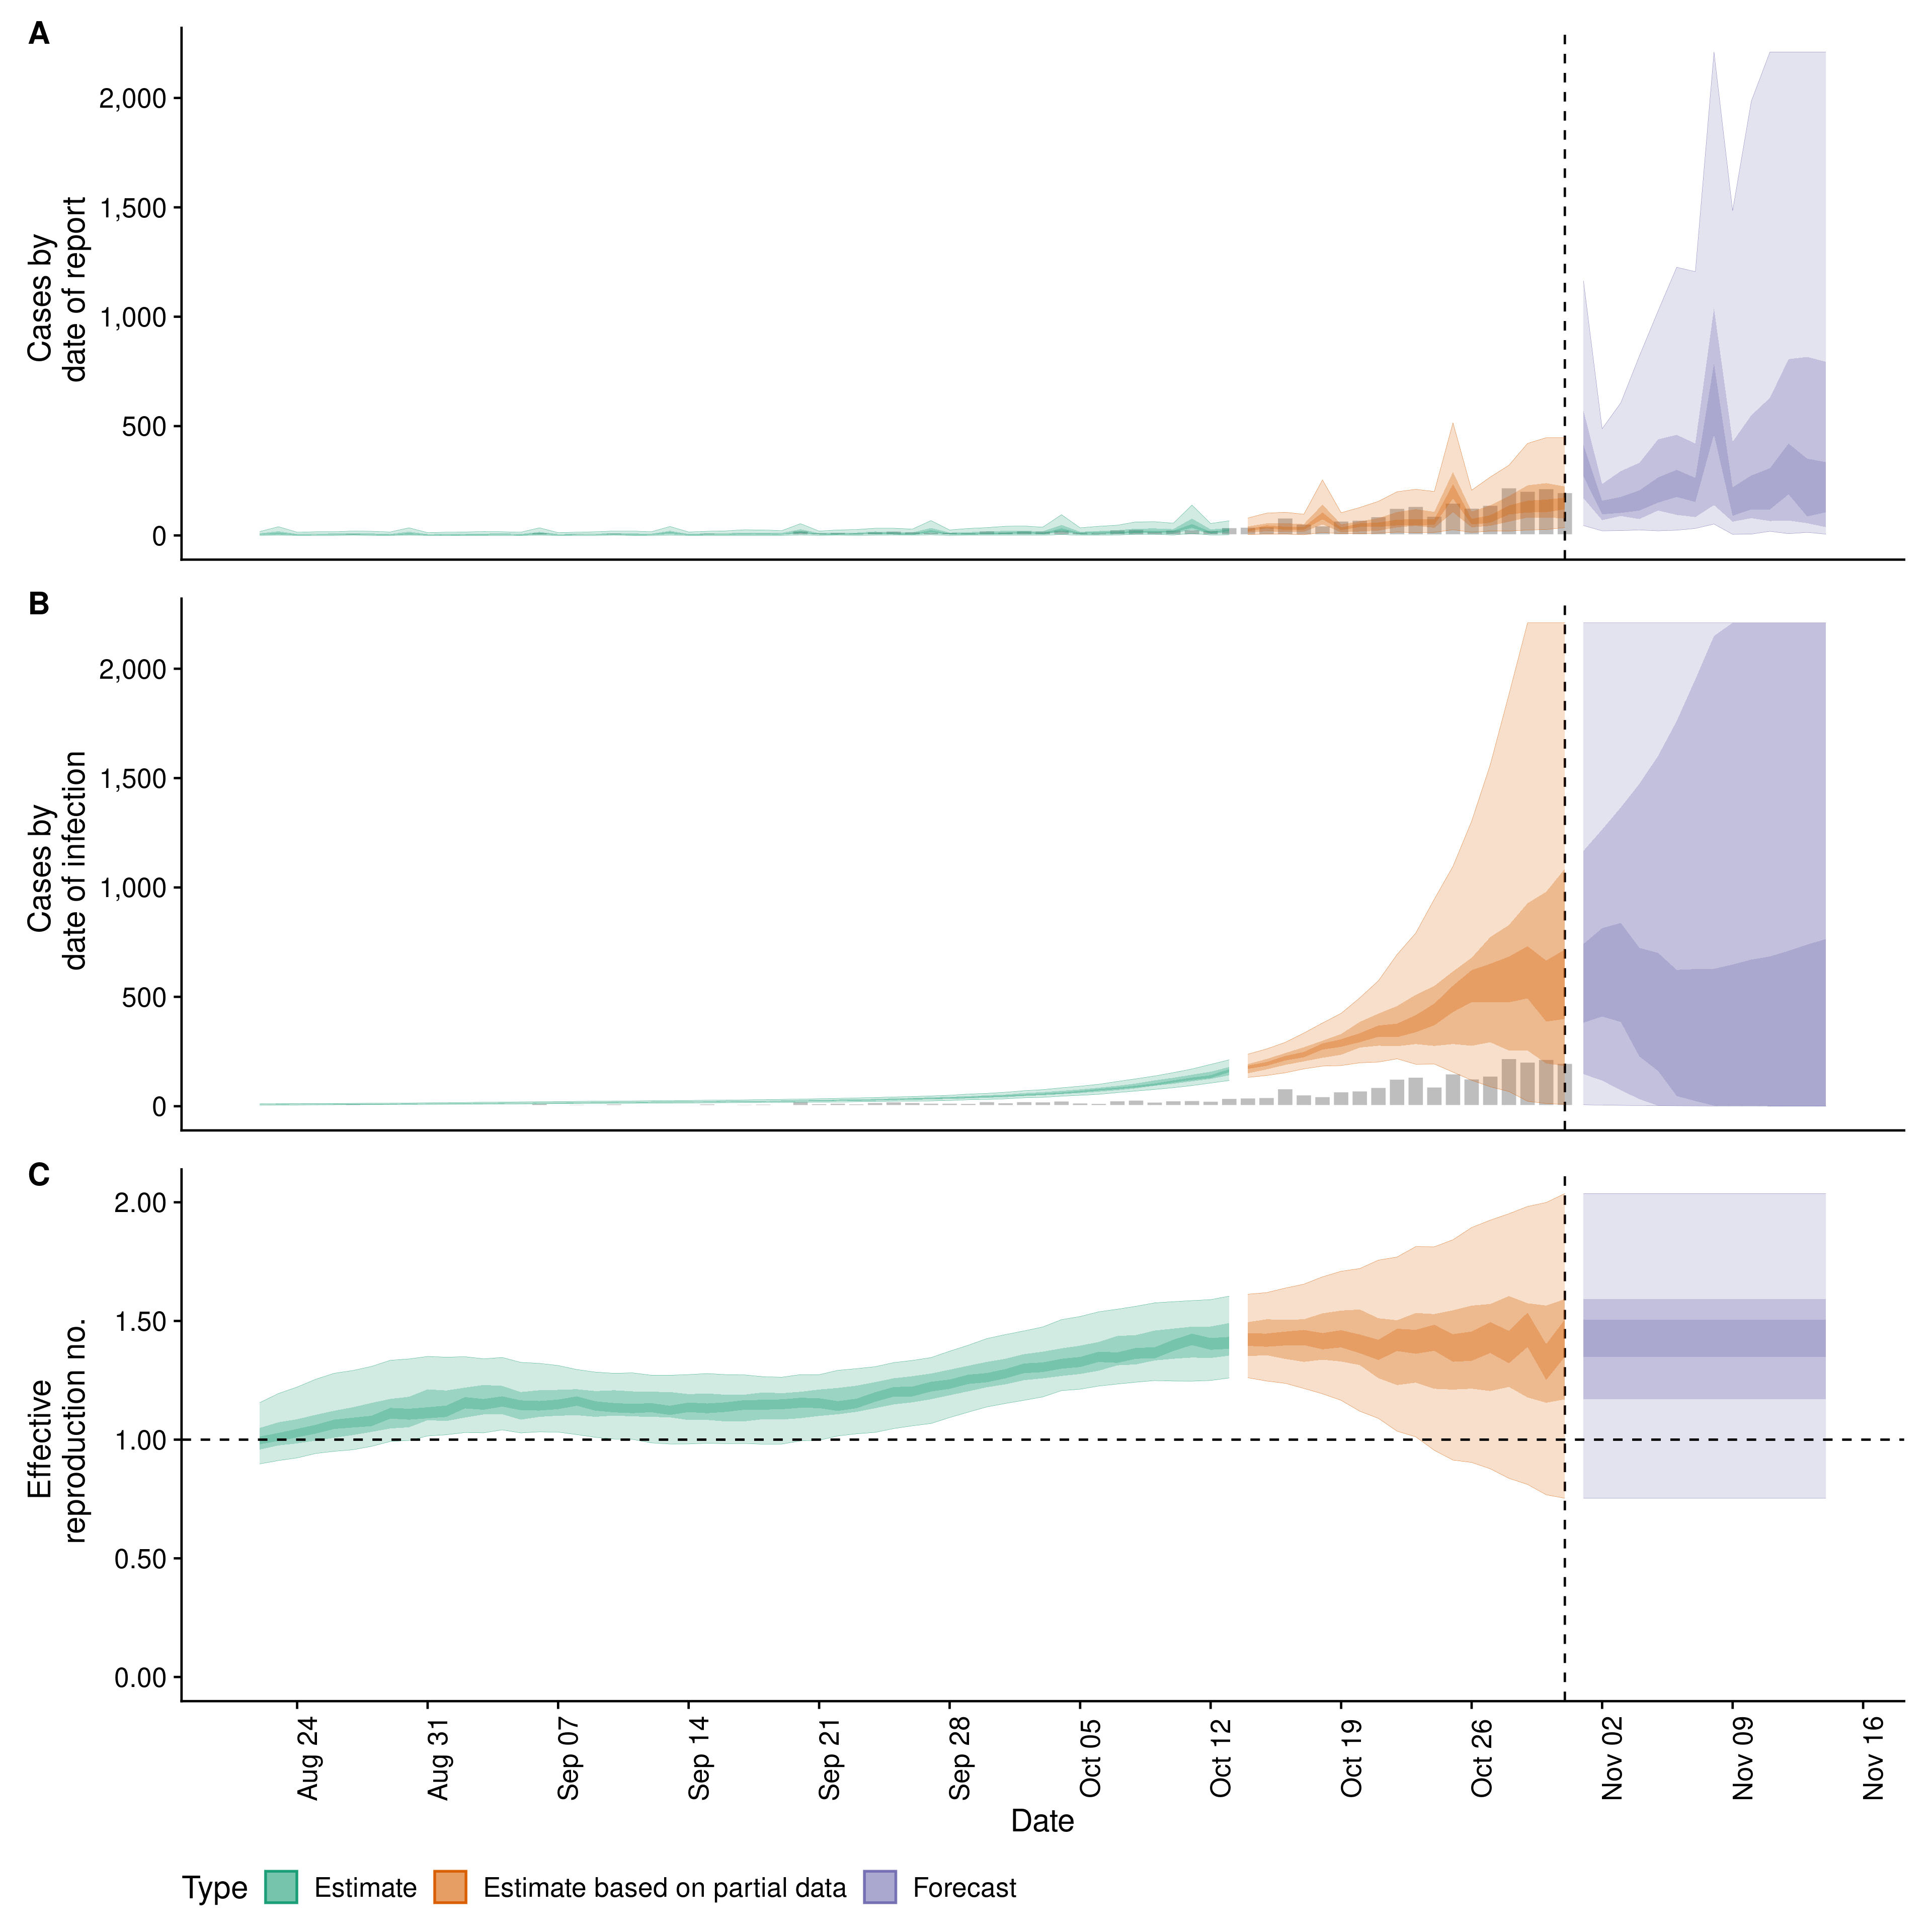 A
Cases by
date of report
2,000
1,500
1,000
500
0
B
Cases by
date of infection
2,000
1,500
1,000
500
0
C
Effective
reproduction no.
2.00
1.50
1.00
0.50
0.00
Aug 24
Aug 31
Sep 07
Sep 14
Sep 21
Sep 28
Oct 05
Oct 12
Oct 19
Oct 26
Nov 02
Nov 09
Nov 16
Date
Type Estimate Estimate based on partial data Forecast